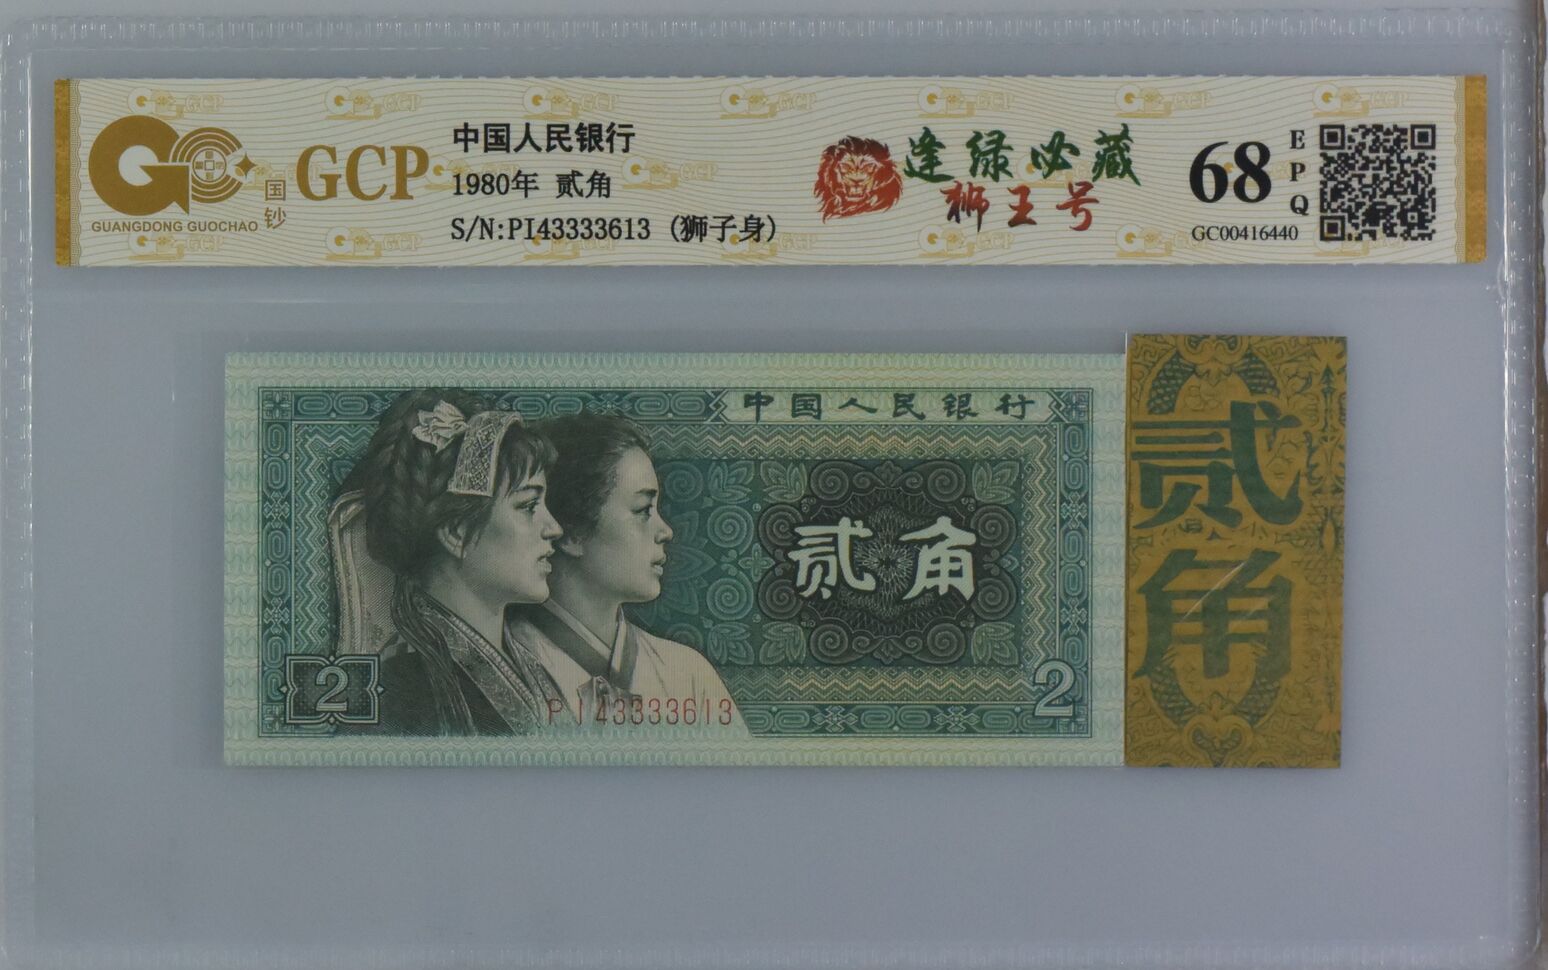 GCP
国钞
GUANGDONG GUOCHAO
中国人民银行
1980年 贰角
S/N:PI43333613 (狮子身)
逢绿必藏
狮王号
68
EPQ
GC00416440
中国人民银行
贰角
2
PI43333613
2
贰角